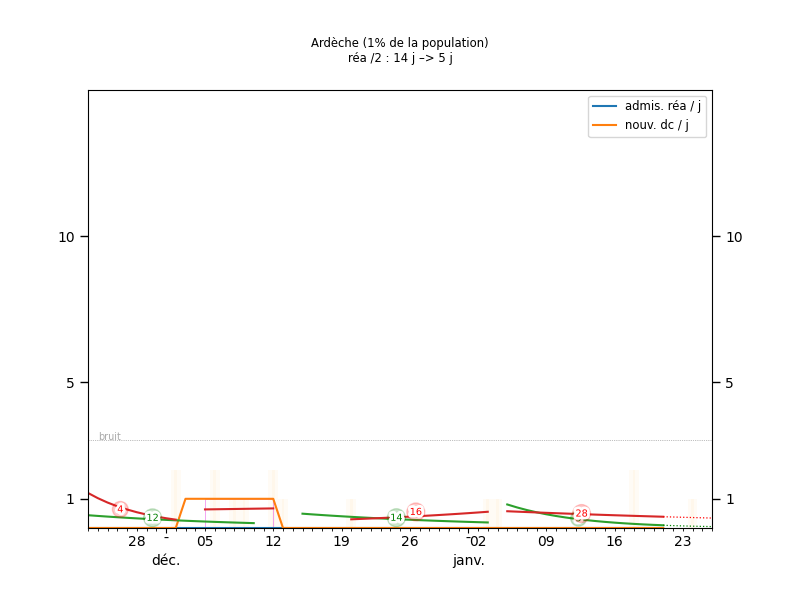 Ardèche (1% de la population)
réa /2 : 14 j –> 5 j
admis. réa / j
nouv. dc / j
10 10
5 5
bruit
1 1
4 12 14 16 28
28 - 05 12 19 26 - 02 09 16 23
déc. janv.